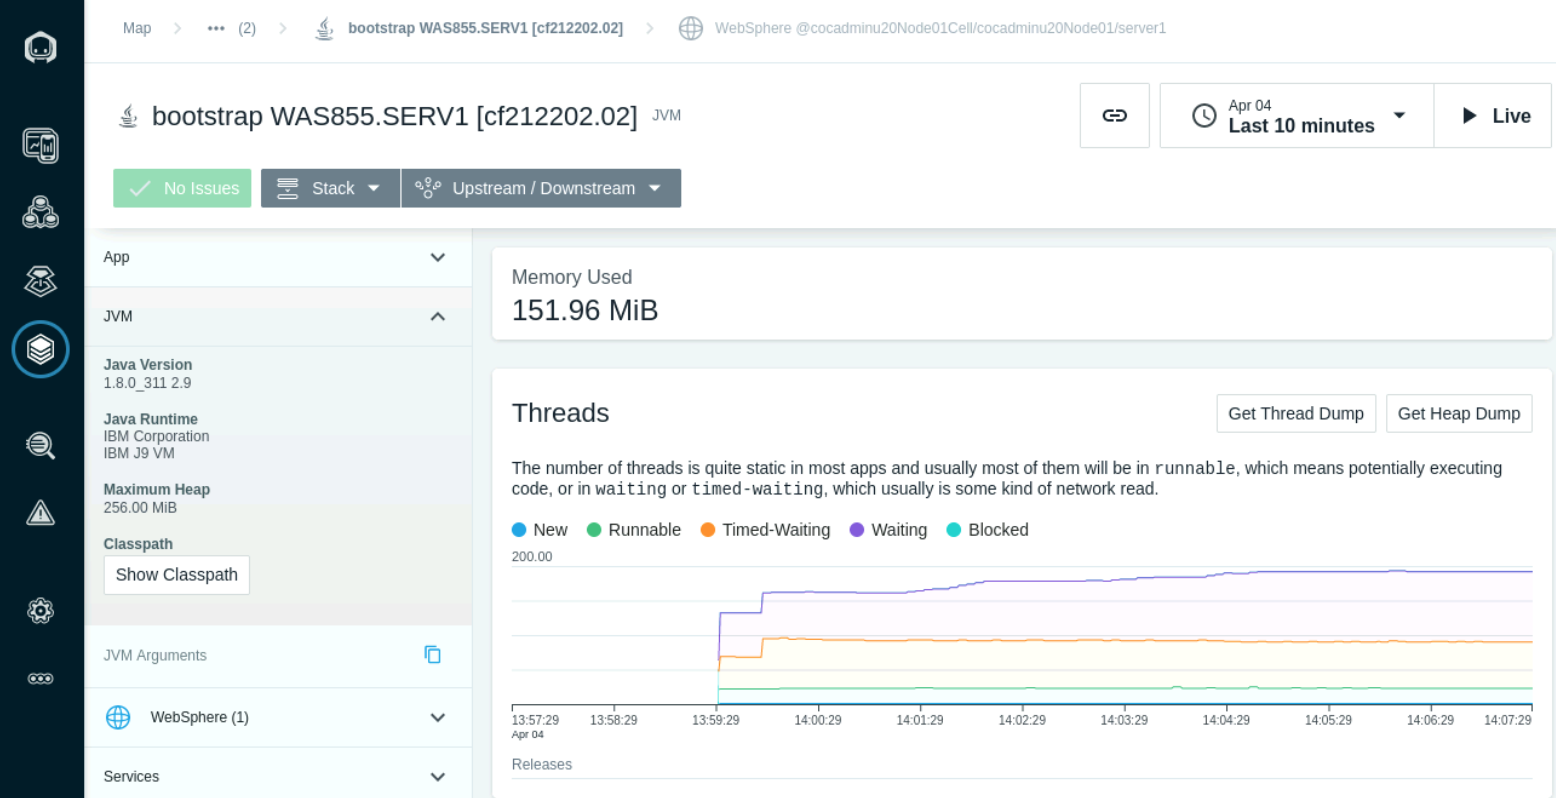 Map ••• (2) bootstrap WAS855.SERV1 [cf212202.02] WebSphere @cocadminu20Node01Cell/cocadminu20Node01/server1
bootstrap WAS855.SERV1 [cf212202.02] JVM
Apr 04
Last 10 minutes
Live
No Issues
Stack
Upstream / Downstream
App
JVM
Java Version
1.8.0_311 2.9
Java Runtime
IBM Corporation
IBM J9 VM
Maximum Heap
256.00 MiB
Classpath
Show Classpath
JVM Arguments
WebSphere (1)
Services
Memory Used
151.96 MiB
Threads
Get Thread Dump
Get Heap Dump
The number of threads is quite static in most apps and usually most of them will be in runnable, which means potentially executing
code, or in waiting or timed-waiting, which usually is some kind of network read.
New Runnable Timed-Waiting Waiting Blocked
200.00
13:57:29 13:58:29 13:59:29 14:00:29 14:01:29 14:02:29 14:03:29 14:04:29 14:05:29 14:06:29 14:07:29
Apr 04
Releases